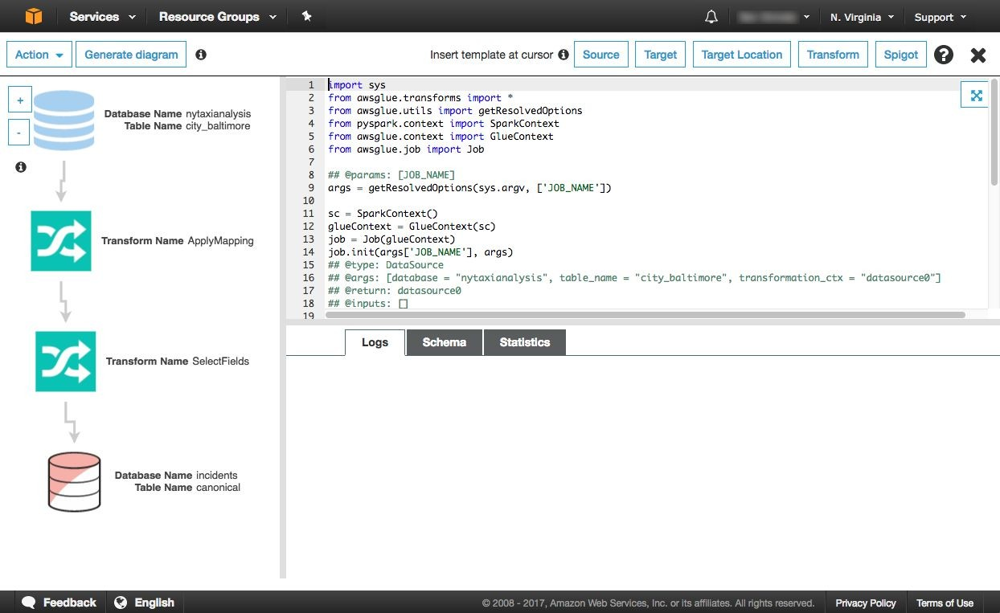 Services Resource Groups N. Virginia Support
Action Generate diagram Insert template at cursor Source Target Target Location Transform Spigot
+
-
Database Name nytaxianalysis
Table Name city_baltimore
Transform Name ApplyMapping
Transform Name SelectFields
Database Name incidents
Table Name canonical
1 import sys
2 from awsglue.transforms import *
3 from awsglue.utils import getResolvedOptions
4 from pyspark.context import SparkContext
5 from awsglue.context import GlueContext
6 from awsglue.job import Job
7
8 ## @params: [JOB_NAME]
9 args = getResolvedOptions(sys.argv, ['JOB_NAME'])
10
11 sc = SparkContext()
12 glueContext = GlueContext(sc)
13 job = Job(glueContext)
14 job.init(args['JOB_NAME'], args)
15 ## @type: DataSource
16 ## @args: [database = "nytaxianalysis", table_name = "city_baltimore", transformation_ctx = "datasource0"]
17 ## @return: datasource0
18 ## @inputs: []
19
Logs Schema Statistics
Feedback English © 2008 - 2017, Amazon Web Services, Inc. or its affiliates. All rights reserved. Privacy Policy Terms of Use